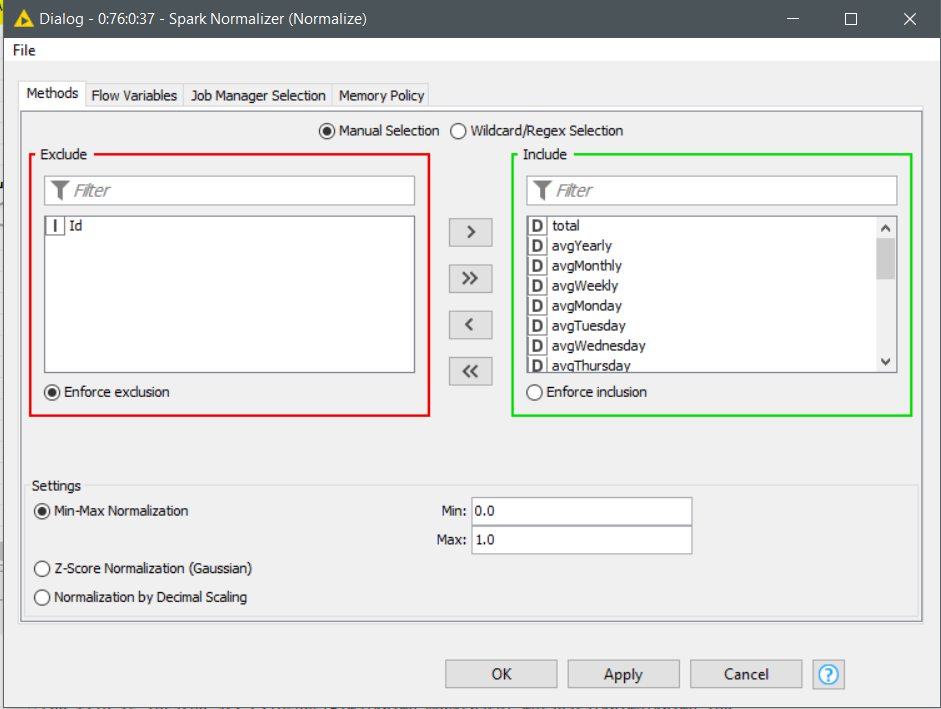 Dialog - 0:76:0:37 - Spark Normalizer (Normalize)
File
Methods Flow Variables Job Manager Selection Memory Policy
Manual Selection Wildcard/Regex Selection
Exclude
Filter
I Id
Enforce exclusion
> 
>>
<
<<
Include
Filter
D total
D avgYearly
D avgMonthly
D avgWeekly
D avgMonday
D avgTuesday
D avgWednesday
D avgThursday
Enforce inclusion
Settings
Min-Max Normalization
Min: 0.0
Max: 1.0
Z-Score Normalization (Gaussian)
Normalization by Decimal Scaling
OK Apply Cancel ?